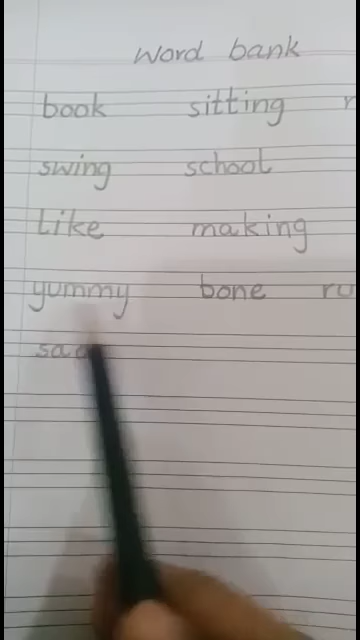 Word bank
book sitting
swing school
Like making
yummy bone